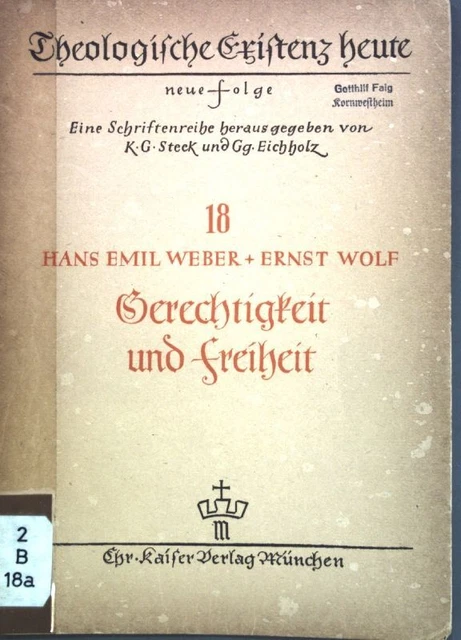 Theologische Existenz heute
neue Folge
Gotthilf Faig
Kornwestheim
Eine Schriftenreihe herausgegeben von
K. G. Steck und Gg. Eichholz
18
HANS EMIL WEBER + ERNST WOLF
Gerechtigkeit
und Freiheit
M
Chr. Kaiser Verlag München
2
B
18a